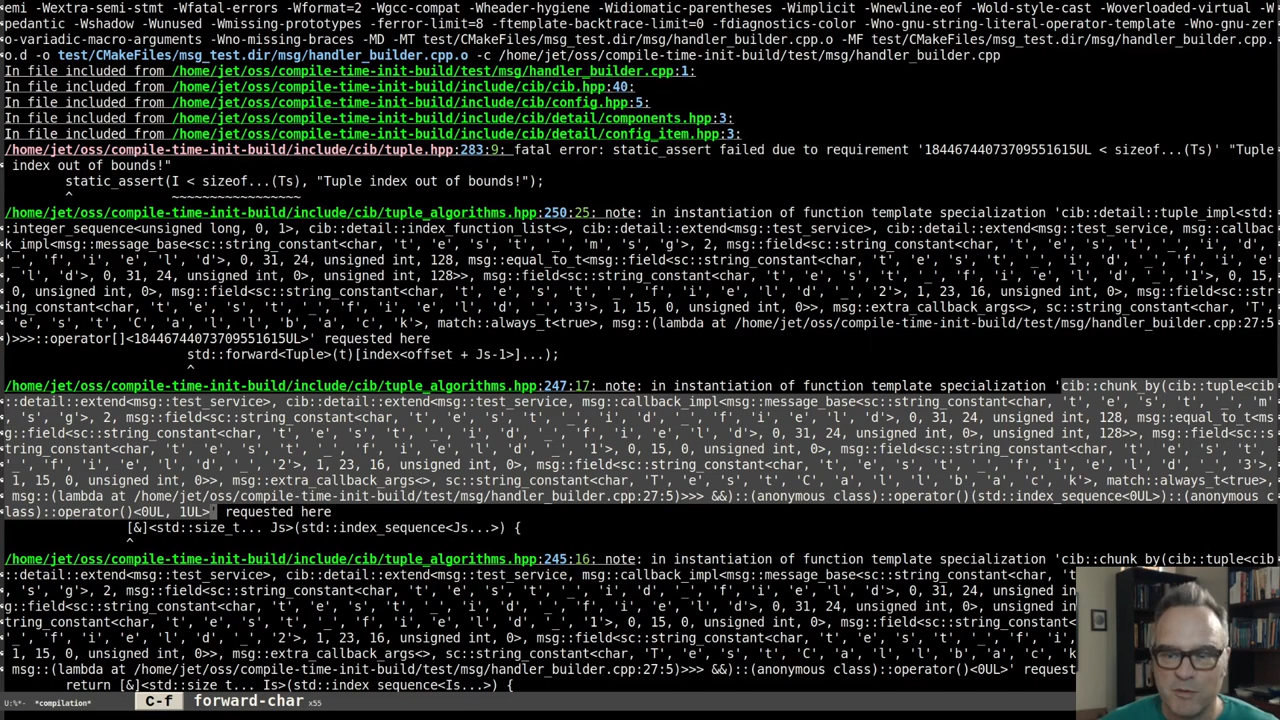 emi -Wextra-semi-stmt -Wfatal-errors -Wformat=2 -Wgcc-compat -Wheader-hygiene -Widiomatic-parentheses -Wimplicit -Wnewline-eof -Wold-style-cast -Woverloaded-virtual -W
pedantic -Wshadow -Wunused -Wmissing-prototypes -ferror-limit=8 -ftemplate-backtrace-limit=0 -fdiagnostics-color -Wno-gnu-string-literal-operator-template -Wno-gnu-zer
o-variadic-macro-arguments -Wno-missing-braces -MD -MT test/CMakeFiles/msg_test.dir/msg/handler_builder.cpp.o -MF test/CMakeFiles/msg_test.dir/msg/handler_builder.cpp.
o.d -o test/CMakeFiles/msg_test.dir/msg/handler_builder.cpp.o -c /home/jet/oss/compile-time-init-build/test/msg/handler_builder.cpp
In file included from /home/jet/oss/compile-time-init-build/test/msg/handler_builder.cpp:1:
In file included from /home/jet/oss/compile-time-init-build/include/cib/cib.hpp:40:
In file included from /home/jet/oss/compile-time-init-build/include/cib/config.hpp:5:
In file included from /home/jet/oss/compile-time-init-build/include/cib/detail/components.hpp:3:
In file included from /home/jet/oss/compile-time-init-build/include/cib/detail/config_item.hpp:3:
/home/jet/oss/compile-time-init-build/include/cib/tuple.hpp:283:9: fatal error: static_assert failed due to requirement '18446744073709551615UL < sizeof...(Ts)' "Tuple
index out of bounds!"
static_assert(I < sizeof...(Ts), "Tuple index out of bounds!");
^ ~~~~~~~~~~~~~~~~~
/home/jet/oss/compile-time-init-build/include/cib/tuple_algorithms.hpp:250:25: note: in instantiation of function template specialization 'cib::detail::tuple_impl<std:
:integer_sequence<unsigned long, 0, 1>, cib::detail::index_function_list<>, cib::detail::extend<msg::test_service>, cib::detail::extend<msg::test_service, msg::callbac
k_impl<msg::message_base<sc::string_constant<char, 't', 'e', 's', 't', '_', 'm', 's', 'g'>, 2, msg::field<sc::string_constant<char, 't', 'e', 's', 't', '_', 'i', 'd',
'_', 'f', 'i', 'e', 'l', 'd'>, 0, 31, 24, unsigned int, 128, msg::equal_to_t<msg::field<sc::string_constant<char, 't', 'e', 's', 't', '_', 'i', 'd', '_', 'f', 'i', 'e'
, 'l', 'd'>, 0, 31, 24, unsigned int, 0>, unsigned int, 128>>, msg::field<sc::string_constant<char, 't', 'e', 's', 't', '_', 'f', 'i', 'e', 'l', 'd', '_', '1'>, 0, 15,
0, unsigned int, 0>, msg::field<sc::string_constant<char, 't', 'e', 's', 't', '_', 'f', 'i', 'e', 'l', 'd', '_', '2'>, 1, 23, 16, unsigned int, 0>, msg::field<sc::str
ing_constant<char, 't', 'e', 's', 't', '_', 'f', 'i', 'e', 'l', 'd', '_', '3'>, 1, 15, 0, unsigned int, 0>>, msg::extra_callback_args<>, sc::string_constant<char, 'T',
'e', 's', 't', 'C', 'a', 'l', 'l', 'b', 'a', 'c', 'k'>, match::always_t<true>, msg::(lambda at /home/jet/oss/compile-time-init-build/test/msg/handler_builder.cpp:27:5
)>>>::operator[]<18446744073709551615UL>' requested here
std::forward<Tuple>(t)[index<offset + Js-1>]...);
^
/home/jet/oss/compile-time-init-build/include/cib/tuple_algorithms.hpp:247:17: note: in instantiation of function template specialization 'cib::chunk_by(cib::tuple<cib
::detail::extend<msg::test_service>, cib::detail::extend<msg::test_service, msg::callback_impl<msg::message_base<sc::string_constant<char, 't', 'e', 's', 't', '_', 'm'
, 's', 'g'>, 2, msg::field<sc::string_constant<char, 't', 'e', 's', 't', '_', 'i', 'd', '_', 'f', 'i', 'e', 'l', 'd'>, 0, 31, 24, unsigned int, 128, msg::equal_to_t<ms
g::field<sc::string_constant<char, 't', 'e', 's', 't', '_', 'i', 'd', '_', 'f', 'i', 'e', 'l', 'd'>, 0, 31, 24, unsigned int, 0>, unsigned int, 128>>, msg::field<sc::s
tring_constant<char, 't', 'e', 's', 't', '_', 'f', 'i', 'e', 'l', 'd', '_', '1'>, 0, 15, 0, unsigned int, 0>, msg::field<sc::string_constant<char, 't', 'e', 's', 't',
'_', 'f', 'i', 'e', 'l', 'd', '_', '2'>, 1, 23, 16, unsigned int, 0>, msg::field<sc::string_constant<char, 't', 'e', 's', 't', '_', 'f', 'i', 'e', 'l', 'd', '_', '3'>,
1, 15, 0, unsigned int, 0>>, msg::extra_callback_args<>, sc::string_constant<char, 'T', 'e', 's', 't', 'C', 'a', 'l', 'l', 'b', 'a', 'c', 'k'>, match::always_t<true>,
msg::(lambda at /home/jet/oss/compile-time-init-build/test/msg/handler_builder.cpp:27:5)>>> &&)::(anonymous class)::operator()(std::index_sequence<0UL>)::(anonymous c
lass)::operator()<0UL, 1UL>' requested here
[&]<std::size_t... Js>(std::index_sequence<Js...>) {
^
/home/jet/oss/compile-time-init-build/include/cib/tuple_algorithms.hpp:245:16: note: in instantiation of function template specialization 'cib::chunk_by(cib::tuple<cib
::detail::extend<msg::test_service>, cib::detail::extend<msg::test_service, msg::callback_impl<msg::message_base<sc::string_constant<char, 't
, 's', 'g'>, 2, msg::field<sc::string_constant<char, 't', 'e', 's', 't', '_', 'i', 'd', '_', 'f', 'i', 'e', 'l', 'd'>, 0, 31, 24, unsigned int
g::field<sc::string_constant<char, 't', 'e', 's', 't', '_', 'i', 'd', '_', 'f', 'i', 'e', 'l', 'd'>, 0, 31, 24, unsigned int, 0>, unsigned int
tring_constant<char, 't', 'e', 's', 't', '_', 'f', 'i', 'e', 'l', 'd', '_', '1'>, 0, 15, 0, unsigned int, 0>, msg::field<sc::string_constant<c
'_', 'f', 'i', 'e', 'l', 'd', '_', '2'>, 1, 23, 16, unsigned int, 0>, msg::field<sc::string_constant<char, 't', 'e', 's', 't', '_', 'f', 'i',
1, 15, 0, unsigned int, 0>>, msg::extra_callback_args<>, sc::string_constant<char, 'T', 'e', 's', 't', 'C', 'a', 'l', 'l', 'b', 'a', 'c', 'k'
msg::(lambda at /home/jet/oss/compile-time-init-build/test/msg/handler_builder.cpp:27:5)>>> &&)::(anonymous class)::operator()<0UL>' request
return [&]<std::size_t... Is>(std::index_sequence<Is...>) {
U:%*- *compilation* C-f forward-char x55